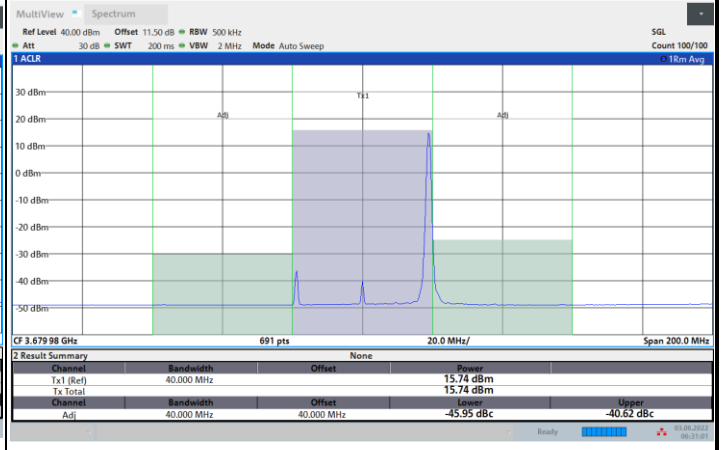 MultiView Spectrum
Ref Level 40.00 dBm Offset 11.50 dB RBW 500 kHz SGL
Att 30 dB SWT 200 ms VBW 2 MHz Mode Auto Sweep Count 100/100
1 ACLR 1Rm Avg
30 dBm
Tx1
20 dBm Adj Adj
10 dBm
0 dBm
-10 dBm
-20 dBm
-30 dBm
-40 dBm
-50 dBm
CF 3.679 98 GHz 691 pts 20.0 MHz/ Span 200.0 MHz
2 Result Summary None
Channel Bandwidth Offset Power
Tx1 (Ref) 40.000 MHz 15.74 dBm
Tx Total 15.74 dBm
Channel Bandwidth Offset Lower Upper
Adj 40.000 MHz 40.000 MHz -45.95 dBc -40.62 dBc
Ready 03.08.2022
06:31:01